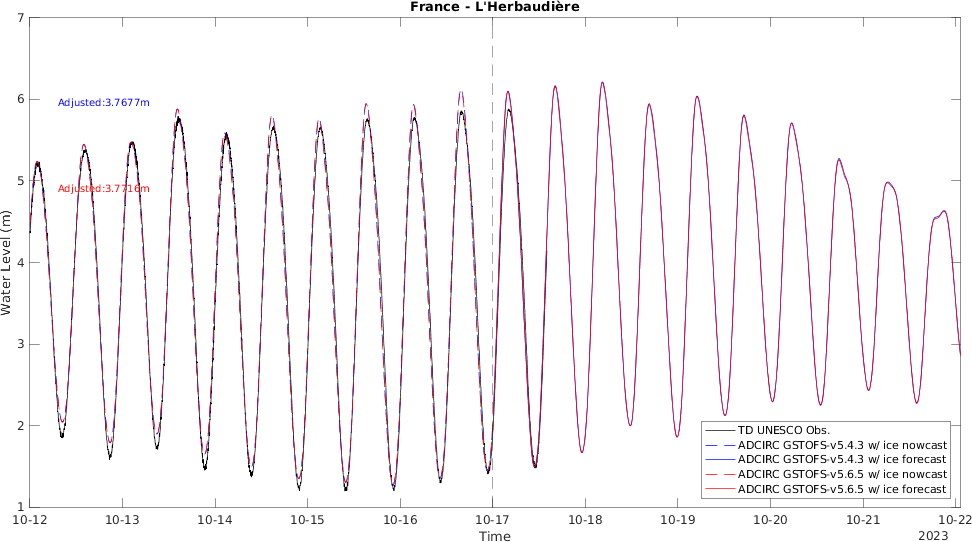 France - L'Herbaudière
7
6
5
4
3
2
1
Water Level (m)
Adjusted:3.7677m
Adjusted:3.7716m
TD UNESCO Obs.
ADCIRC GSTOFS-v5.4.3 w/ ice nowcast
ADCIRC GSTOFS-v5.4.3 w/ ice forecast
ADCIRC GSTOFS-v5.6.5 w/ ice nowcast
ADCIRC GSTOFS-v5.6.5 w/ ice forecast
10-12 10-13 10-14 10-15 10-16 10-17 10-18 10-19 10-20 10-21 10-22
Time
2023